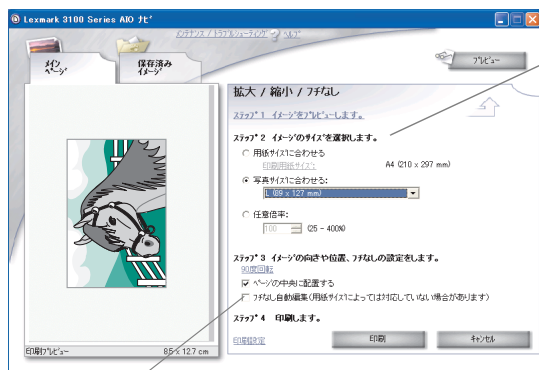 Lexmark 3100 Series AIO ナビ
メンテナンス / トラブルシューティング
ヘルプ
メイン
ページ
保存済み
イメージ
プレビュー
拡大 / 縮小 / フチなし
ステップ 1 イメージをプレビューします。
ステップ 2 イメージのサイズを選択します。
用紙サイズに合わせる
印刷用紙サイズ:
A4 (210 x 297 mm)
写真サイズに合わせる:
L (89 x 127 mm)
任意倍率:
100
(25 - 400%)
ステップ 3 イメージの向きや位置、フチなしの設定をします。
90度回転
ページの中央に配置する
フチなし自動編集(用紙サイズによっては対応していない場合があります)
ステップ 4 印刷します。
印刷設定
印刷
キャンセル
印刷プレビュー
8.5 x 12.7 cm